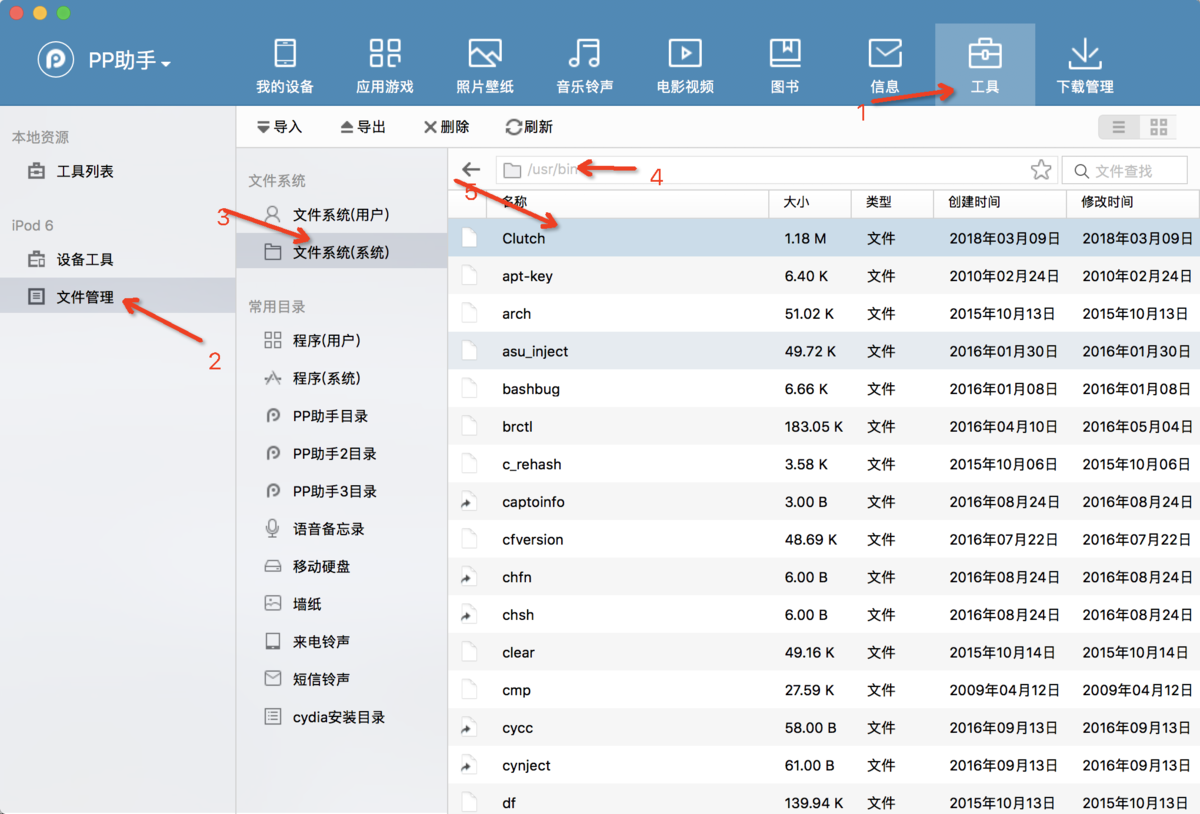 PP助手
我的设备
应用游戏
照片壁纸
音乐铃声
电影视频
图书
信息
工具
下载管理
1
本地资源
工具列表
iPod 6
设备工具
文件管理
2
导入
导出
删除
刷新
文件系统
文件系统(用户)
3
文件系统(系统)
常用目录
程序(用户)
程序(系统)
PP助手目录
PP助手2目录
PP助手3目录
语音备忘录
移动硬盘
墙纸
来电铃声
短信铃声
cydia安装目录
/usr/bin
4
文件查找
5
名称 大小 类型 创建时间 修改时间
Clutch 1.18 M 文件 2018年03月09日 2018年03月09日
apt-key 6.40 K 文件 2010年02月24日 2010年02月24日
arch 51.02 K 文件 2015年10月13日 2015年10月13日
asu_inject 49.72 K 文件 2016年01月30日 2016年01月30日
bashbug 6.66 K 文件 2016年01月08日 2016年01月08日
brctl 183.05 K 文件 2016年04月10日 2016年05月04日
c_rehash 3.58 K 文件 2015年10月06日 2015年10月06日
captoinfo 3.00 B 文件 2016年08月24日 2016年08月24日
cfversion 48.69 K 文件 2016年07月22日 2016年07月22日
chfn 6.00 B 文件 2016年08月24日 2016年08月24日
chsh 6.00 B 文件 2016年08月24日 2016年08月24日
clear 49.16 K 文件 2015年10月14日 2015年10月14日
cmp 27.59 K 文件 2009年04月12日 2009年04月12日
cycc 58.00 B 文件 2016年09月13日 2016年09月13日
cynject 61.00 B 文件 2016年09月13日 2016年09月13日
df 139.94 K 文件 2015年10月13日 2015年10月13日